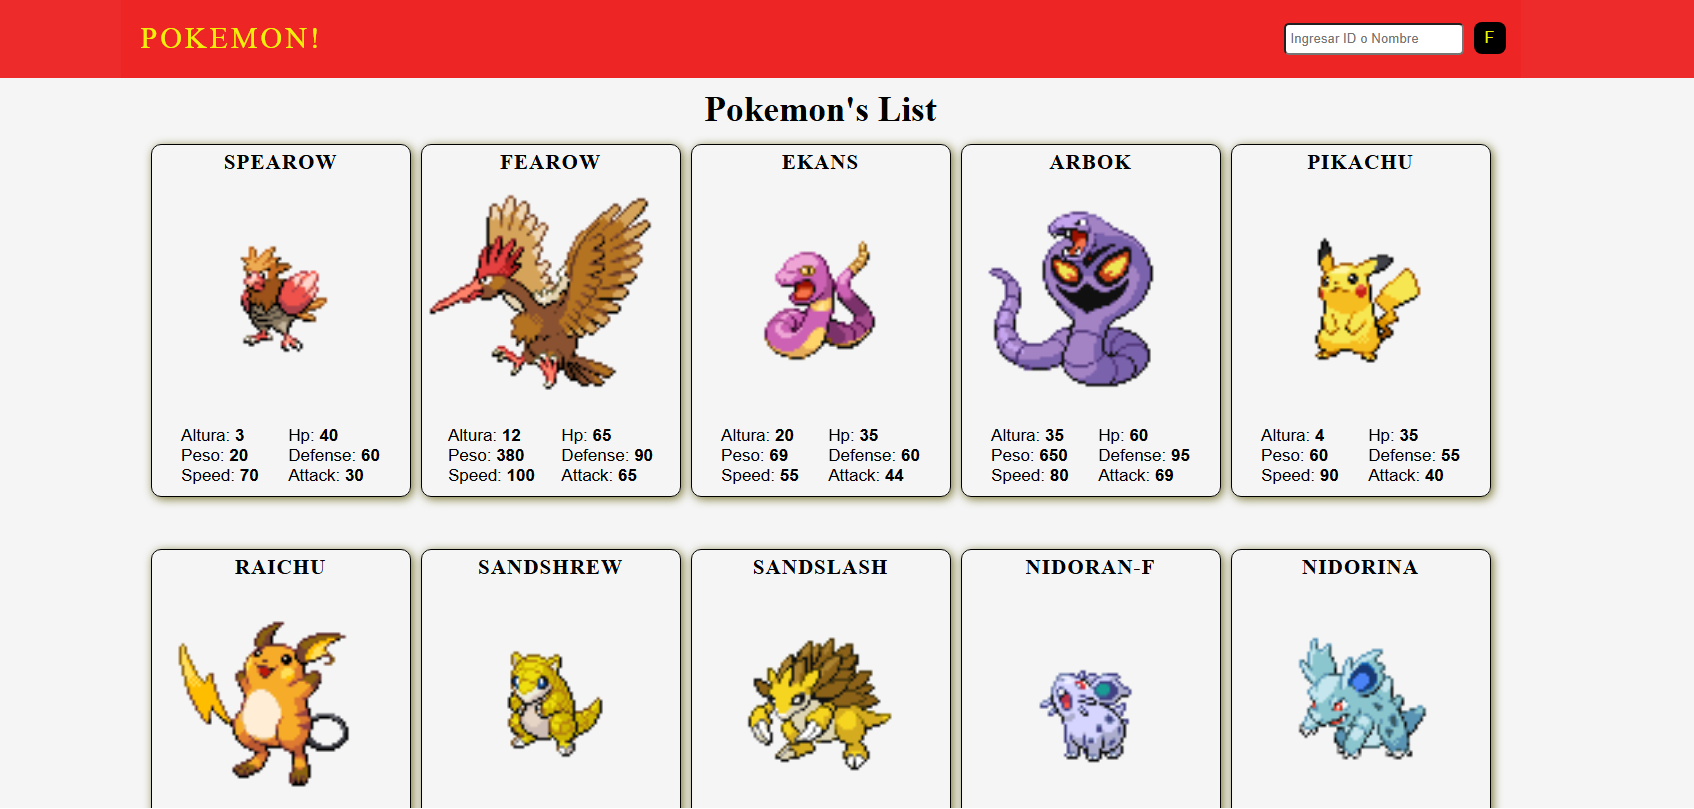 POKEMON!
Ingresar ID o Nombre
F
Pokemon's List
SPEAROW
FEAROW
EKANS
ARBOK
PIKACHU
Altura: 3 Hp: 40
Peso: 20 Defense: 60
Speed: 70 Attack: 30
Altura: 12 Hp: 65
Peso: 380 Defense: 90
Speed: 100 Attack: 65
Altura: 20 Hp: 35
Peso: 69 Defense: 60
Speed: 55 Attack: 44
Altura: 35 Hp: 60
Peso: 650 Defense: 95
Speed: 80 Attack: 69
Altura: 4 Hp: 35
Peso: 60 Defense: 55
Speed: 90 Attack: 40
RAICHU
SANDSHREW
SANDSLASH
NIDORAN-F
NIDORINA